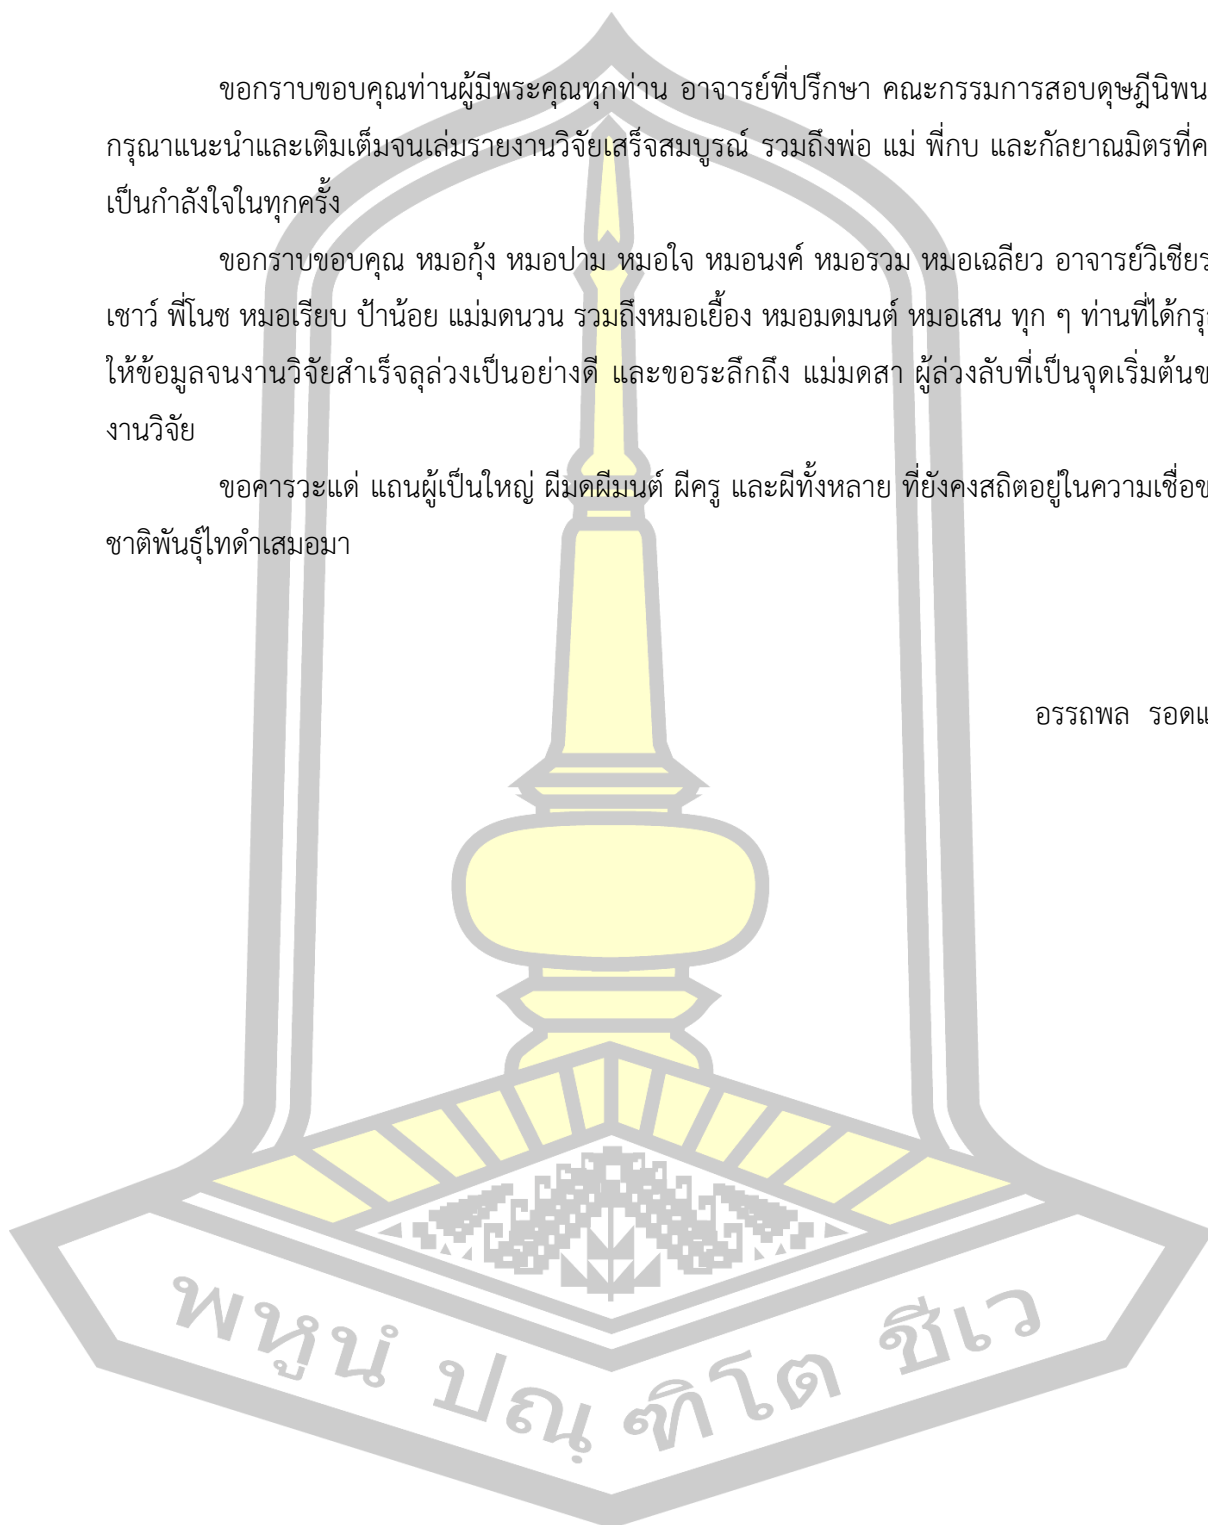 ขอกราบขอบคุณท่านผู้มีพระคุณทุกท่าน อาจารย์ที่ปรึกษา คณะกรรมการสอบดุษฎีนิพน
กรุณาแนะนำและเติมเต็มจนเล่มรายงานวิจัยเสร็จสมบูรณ์ รวมถึงพ่อ แม่ พี่กบ และกัลยาณมิตรที่ค
เป็นกำลังใจในทุกครั้ง
ขอกราบขอบคุณ หมอกุ้ง หมอปาม หมอใจ หมอนงค์ หมอรวม หมอเฉลียว อาจารย์วิเชียร
เชาว์ พี่โนช หมอเรียบ ป้าน้อย แม่มดนวน รวมถึงหมอเยื้อง หมอมดมนต์ หมอเสน ทุก ๆ ท่านที่ได้กรุ
ให้ข้อมูลจนงานวิจัยสำเร็จลุล่วงเป็นอย่างดี และขอระลึกถึง แม่มดสา ผู้ล่วงลับที่เป็นจุดเริ่มต้นข
งานวิจัย
ขอคารวะแด่ แถนผู้เป็นใหญ่ ผีมดผีมนต์ ผีครู และผีทั้งหลาย ที่ยังคงสถิตอยู่ในความเชื่อข
ชาติพันธุ์ไทดำเสมอมา
อรรถพล รอดแ
พหูนํ ปณฺฑิโต ชีเว